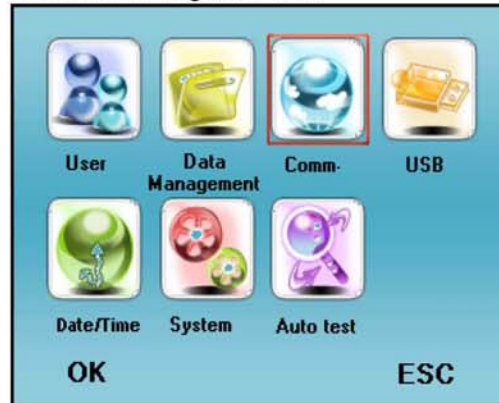 User
Data
Management
Comm.
USB
Date/Time
System
Auto test
OK
ESC